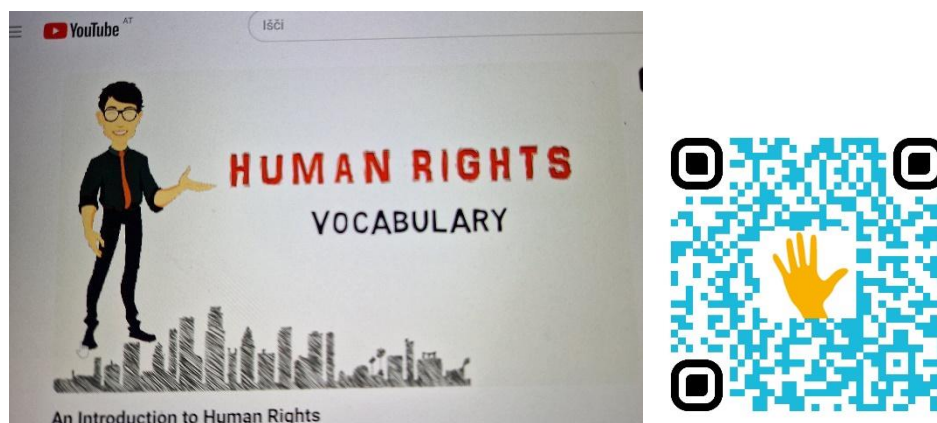 YouTube AT
Išči
HUMAN RIGHTS
VOCABULARY
An Introduction to Human Rights